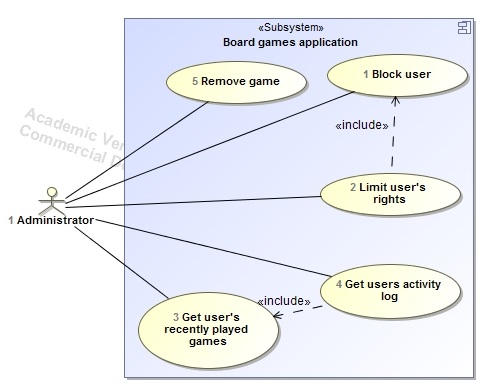 «Subsystem»
Board games application
5 Remove game
1 Block user
«include»
Academic Ver
Commercial D
2 Limit user's
rights
1 Administrator
4 Get users activity
log
«include»
3 Get user's
recently played
games